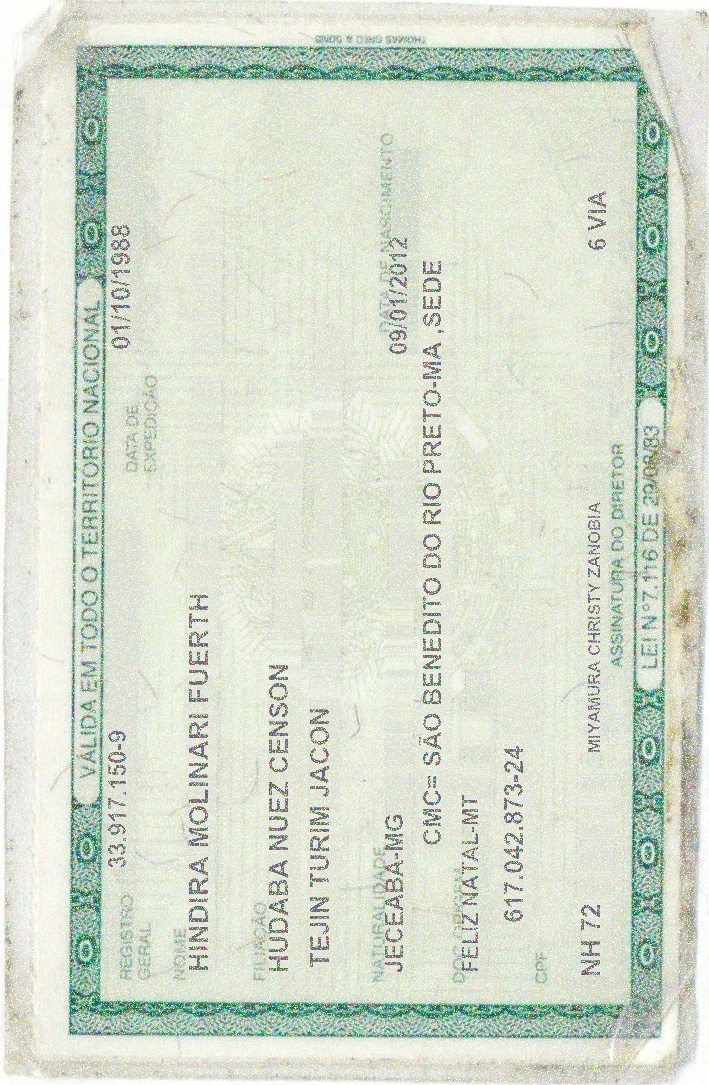 THOMAS GREG & SONS
VÁLIDA EM TODO O TERRITÓRIO NACIONAL
REGISTRO GERAL 33.917.150-9 DATA DE EXPEDIÇÃO 01/10/1988
NOME
HINDIRA MOLINARI FUERTH
FILIAÇÃO
HUDABA NUEZ CENSON
TEJIN TURIM JACON
NATURALIDADE DATA DE NASCIMENTO
JECEABA-MG 09/01/2012
CMC= SÃO BENEDITO DO RIO PRETO-MA ,SEDE
DOC ORIGEM
FELIZ NATAL-MT
CPF 617.042.873-24
NH 72 MIYAMURA CHRISTY ZANOBIA 6 VIA
ASSINATURA DO DIRETOR
LEI Nº 7.116 DE 29/08/83